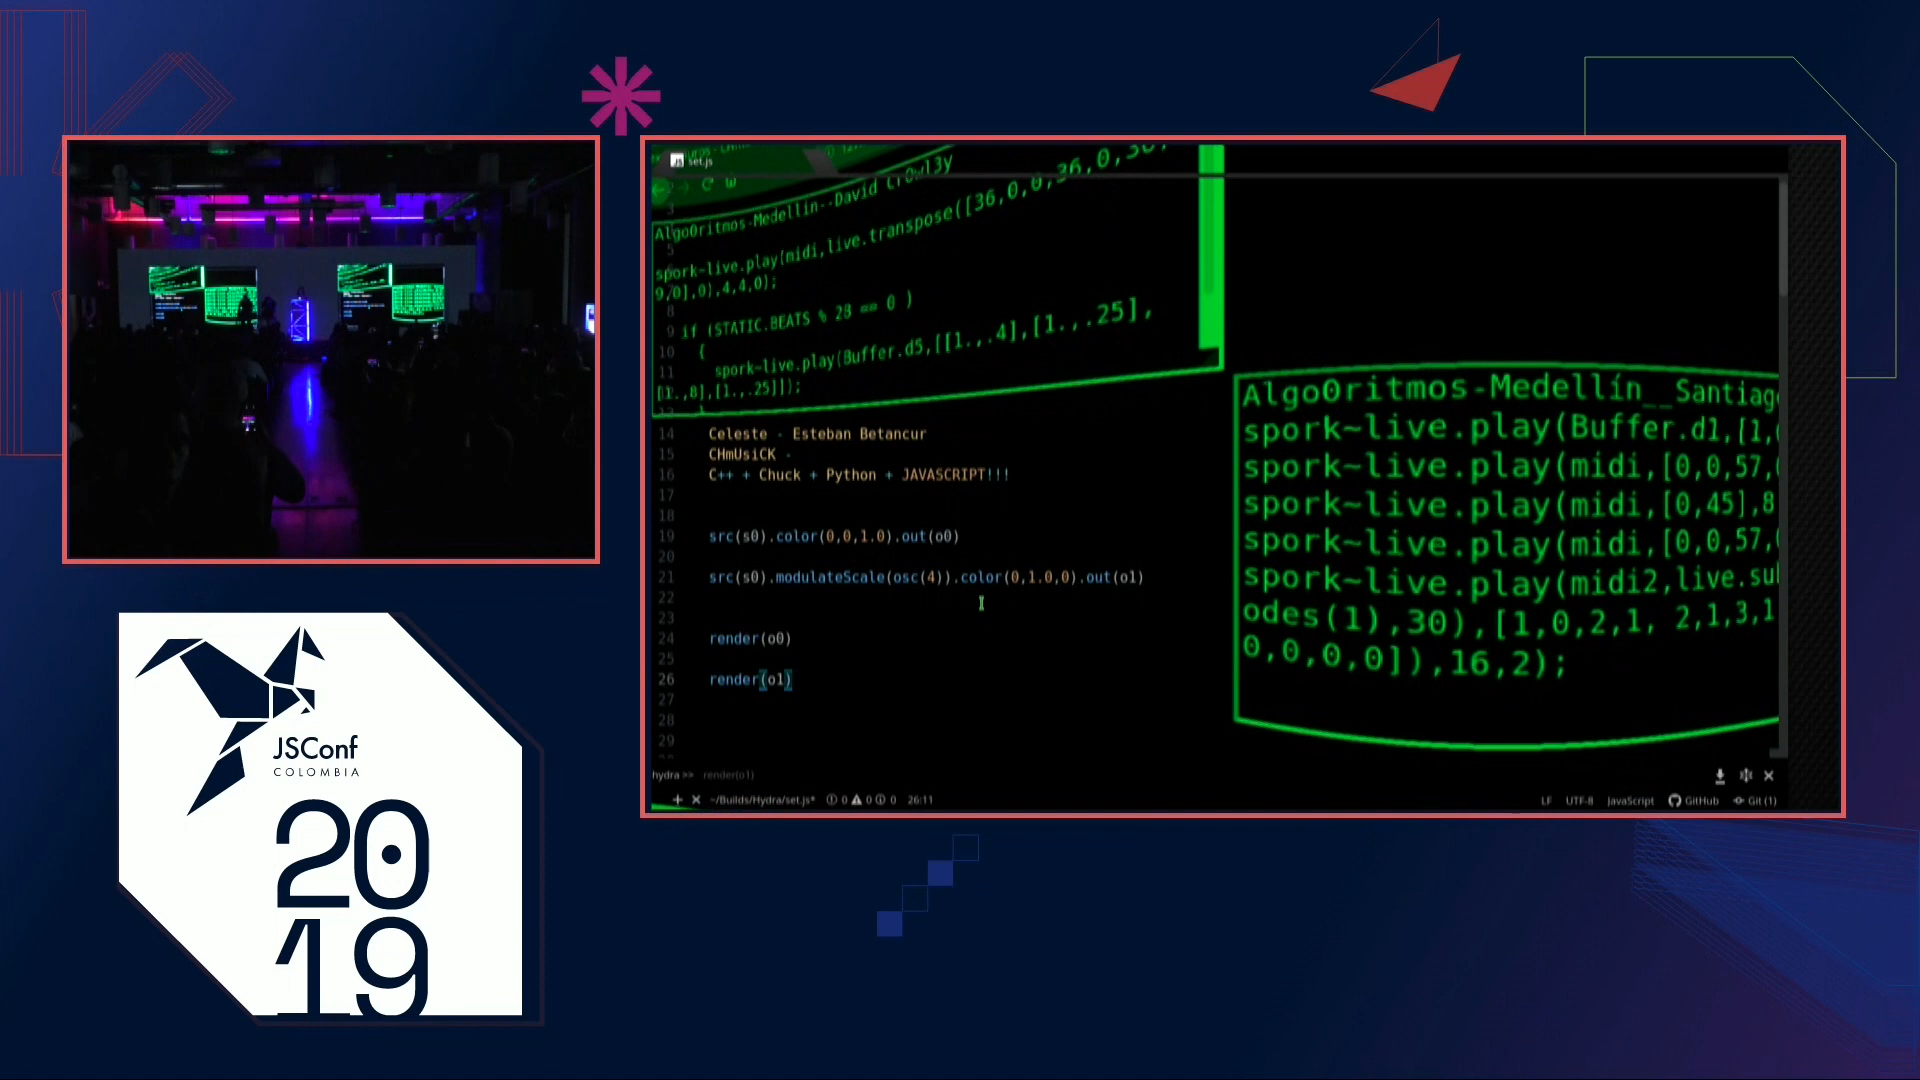 set.js
Algo0ritmos-Medellín--David Cr0wl3y
spork~live.play(midi,live.transpose([36,0,0,36,0,36,
9,0],0),4,4,0);
if (STATIC.BEATS % 28 == 0 )
{
spork~live.play(Buffer.d5,[[1.,.4],[1.,.25],
[1.,.8],[1.,.25]]);
8
9
10
11
14 Celeste - Esteban Betancur
15 CHmUsiCK -
16 C++ + Chuck + Python + JAVASCRIPT!!!
17
18
19 src(s0).color(0,0,1.0).out(o0)
20
21 src(s0).modulateScale(osc(4)).color(0,1.0,0).out(o1)
22
23
24 render(o0)
25
26 render(o1)
27
28
29
Algo0ritmos-Medellín__Santiag
spork~live.play(Buffer.d1,[1,
spork~live.play(midi,[0,0,57,
spork~live.play(midi,[0,45],8
spork~live.play(midi,[0,0,57,
spork~live.play(midi2,live.su
odes(1),30),[1,0,2,1, 2,1,3,1
0,0,0,0]),16,2);
hydra >> render(o1)
~/Builds/Hydra/set.js* 0 0 0 26:11
LF UTF-8 JavaScript GitHub Git (1)
JSConf
COLOMBIA
20
19